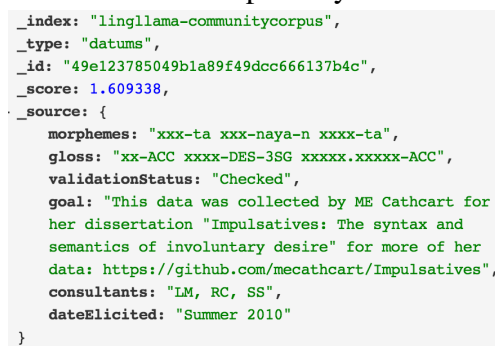 _index: "lingllama-communitycorpus",
_type: "datums",
_id: "49e123785049b1a89f49dcc666137b4c",
_score: 1.609338,
_source: {
morphemes: "xxx-ta xxx-naya-n xxxx-ta",
gloss: "xx-ACC xxxx-DES-3SG xxxxx.xxxxx-ACC",
validationStatus: "Checked",
goal: "This data was collected by ME Cathcart for
her dissertation "Impulsatives: The syntax and
semantics of involuntary desire" for more of her
data: https://github.com/mecathcart/Impulsatives",
consultants: "LM, RC, SS",
dateElicited: "Summer 2010"
}